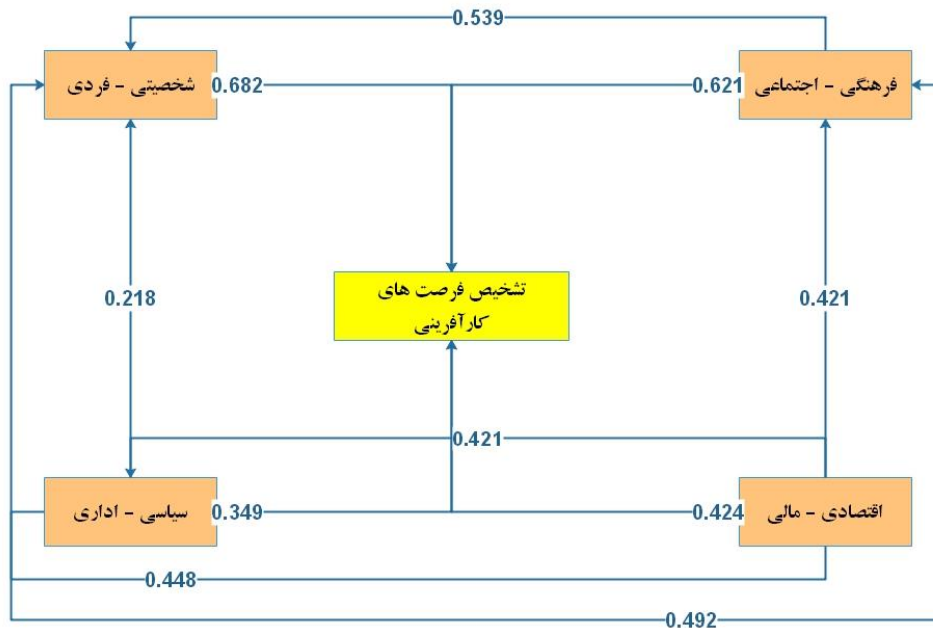 0.539
شخصیتی - فردی
0.682
0.621
فرهنگی - اجتماعی
0.218
تشخیص فرصت های
کارآفرینی
0.421
0.421
سیاسی - اداری
0.349
0.424
اقتصادی - مالی
0.448
0.492